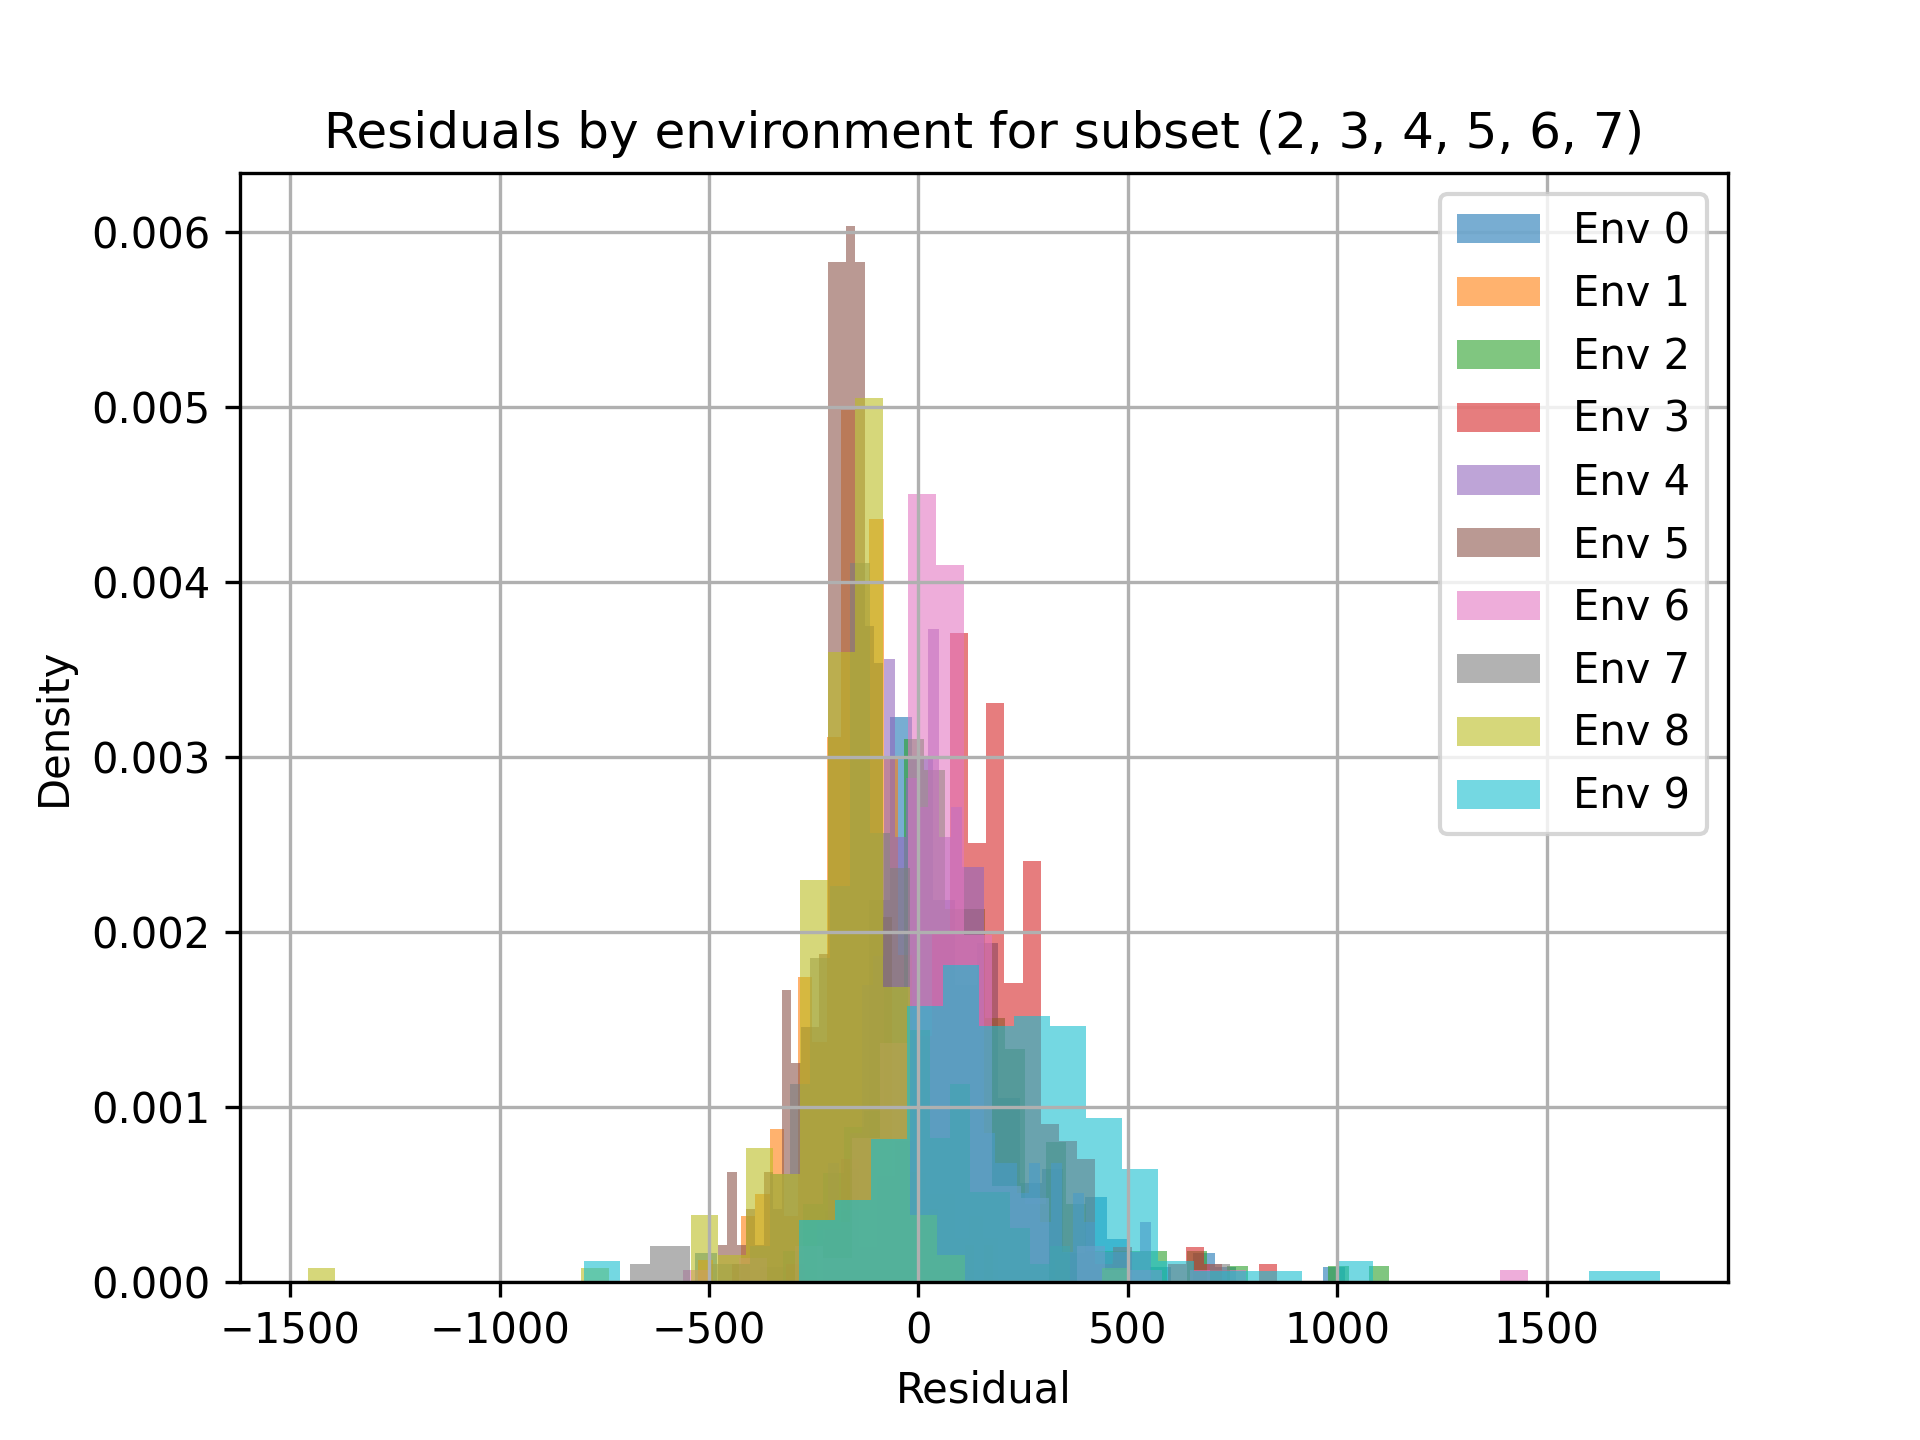 Residuals by environment for subset (2, 3, 4, 5, 6, 7)
Env 0
Env 1
Env 2
Env 3
Env 4
Env 5
Env 6
Env 7
Env 8
Env 9
0.006
0.005
0.004
0.003
0.002
0.001
0.000
Density
−1500 −1000 −500 0 500 1000 1500
Residual